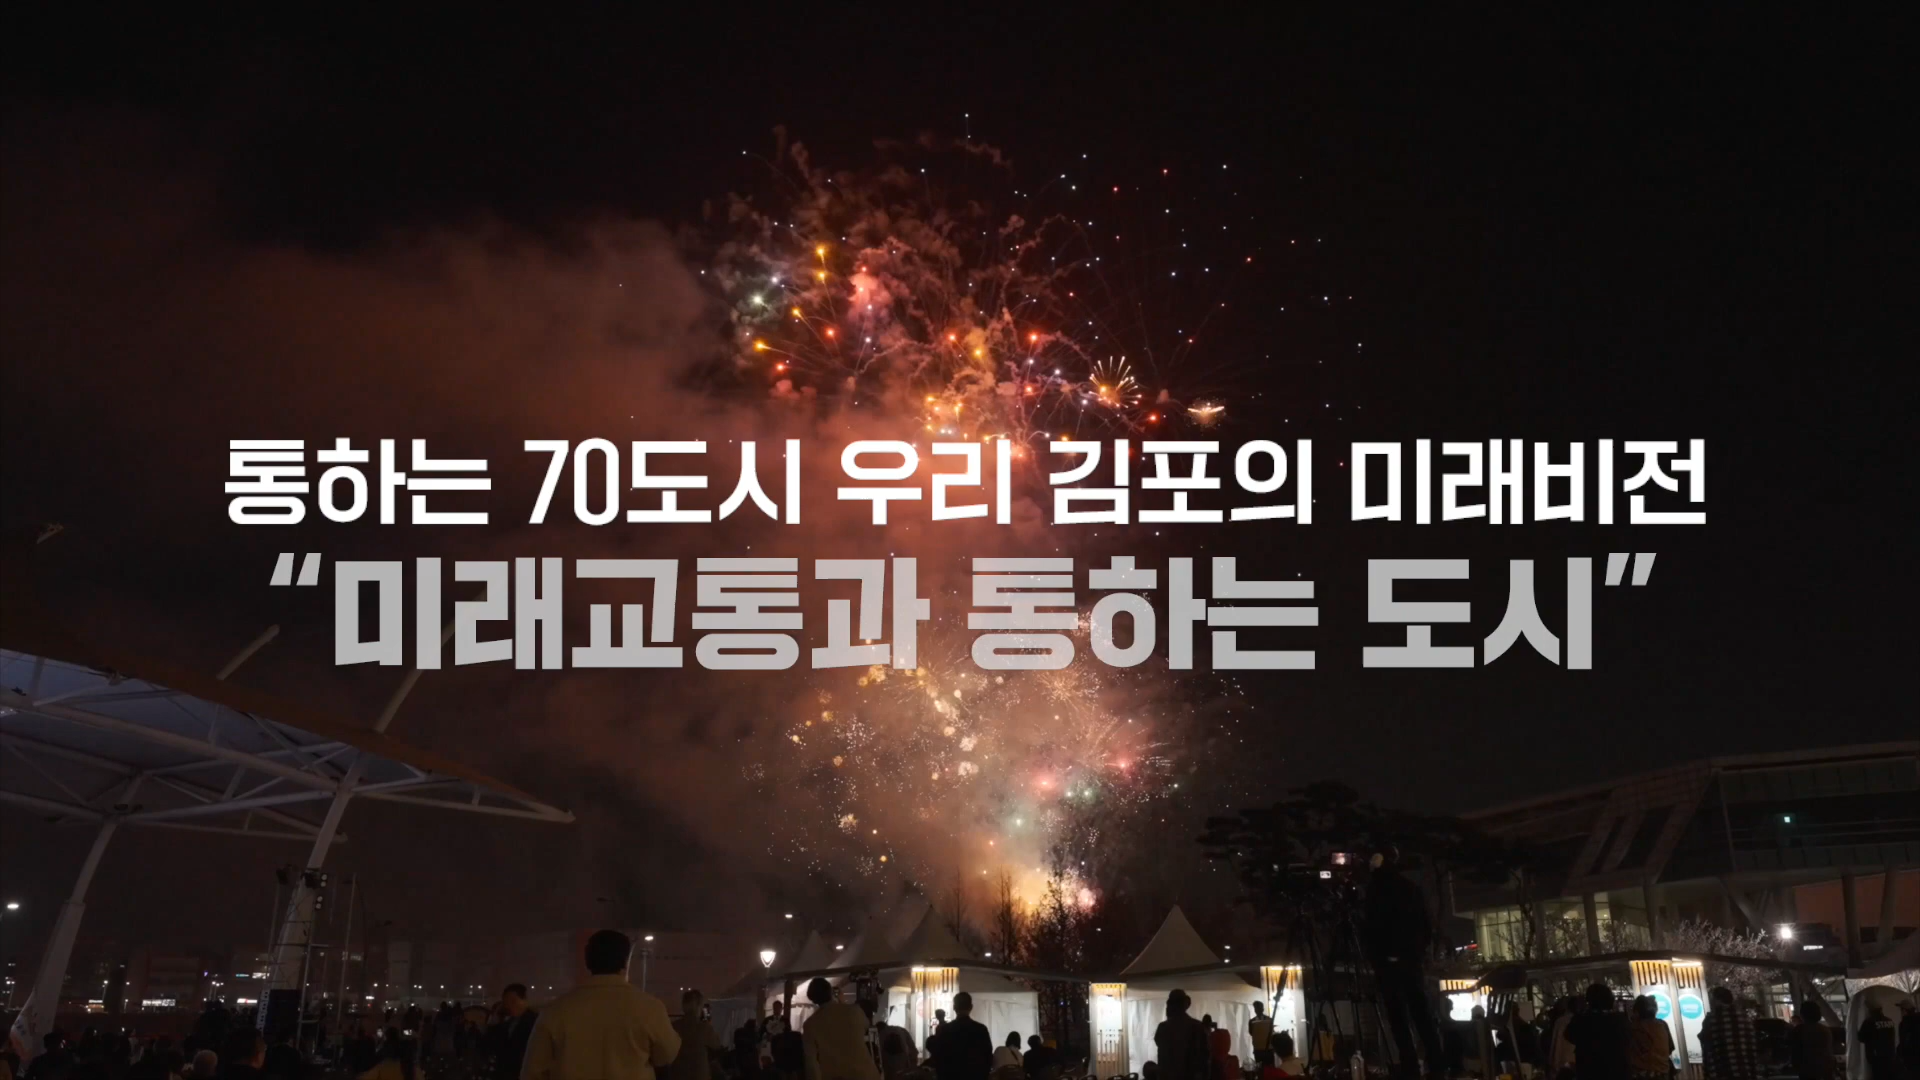 통하는 70도시 우리 김포의 미래비전
“미래교통과 통하는 도시”